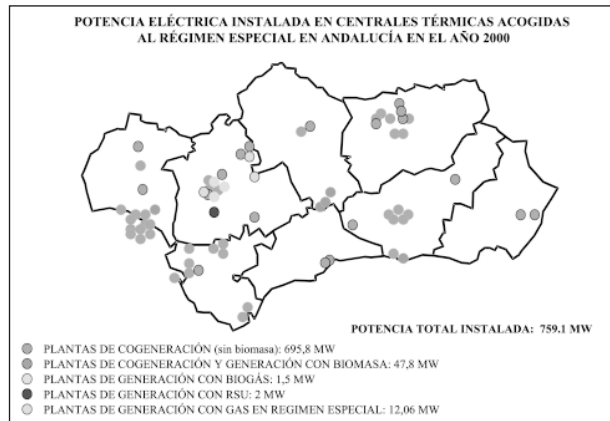 POTENCIA ELÉCTRICA INSTALADA EN CENTRALES TÉRMICAS ACOGIDAS
AL RÉGIMEN ESPECIAL EN ANDALUCÍA EN EL AÑO 2000
POTENCIA TOTAL INSTALADA: 759.1 MW
PLANTAS DE COGENERACIÓN (sin biomasa): 695,8 MW
PLANTAS DE COGENERACIÓN Y GENERACIÓN CON BIOMASA: 47,8 MW
PLANTAS DE GENERACIÓN CON BIOGÁS: 1,5 MW
PLANTAS DE GENERACIÓN CON RSU: 2 MW
PLANTAS DE GENERACIÓN CON GAS EN REGIMEN ESPECIAL: 12,06 MW